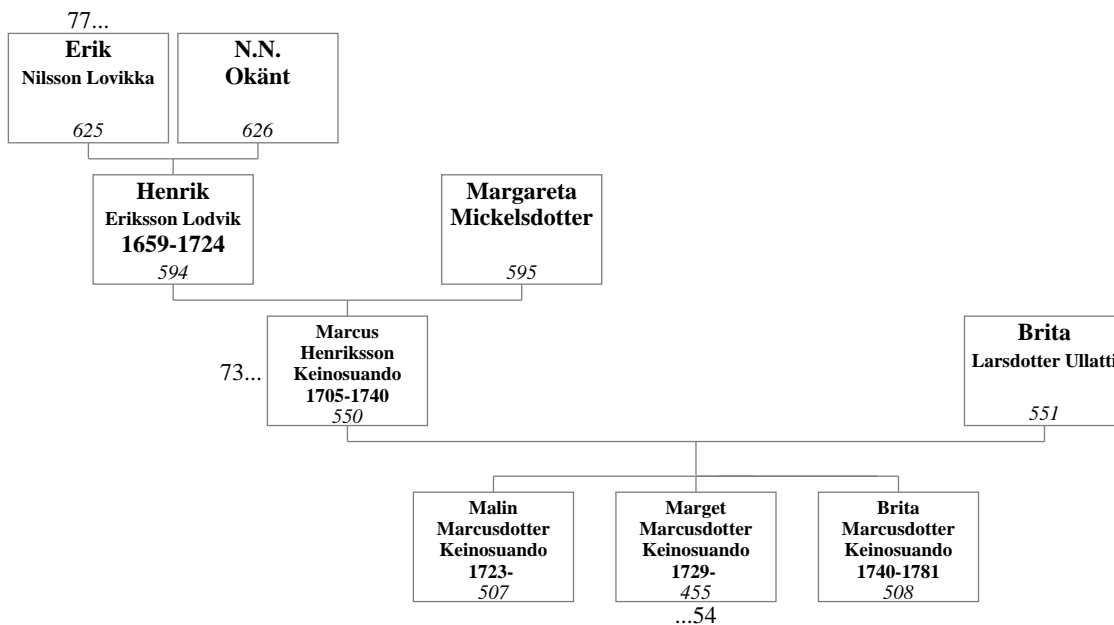 77...
Erik
Nilsson Lovikka
625
N.N.
Okänt
626
Henrik
Eriksson Lodvik
1659-1724
594
Margareta
Mickelsdotter
595
73...
Marcus
Henriksson
Keinosuando
1705-1740
550
Brita
Larsdotter Ullatti
551
Malin
Marcusdotter
Keinosuando
1723-
507
Marget
Marcusdotter
Keinosuando
1729-
455
...54
Brita
Marcusdotter
Keinosuando
1740-1781
508